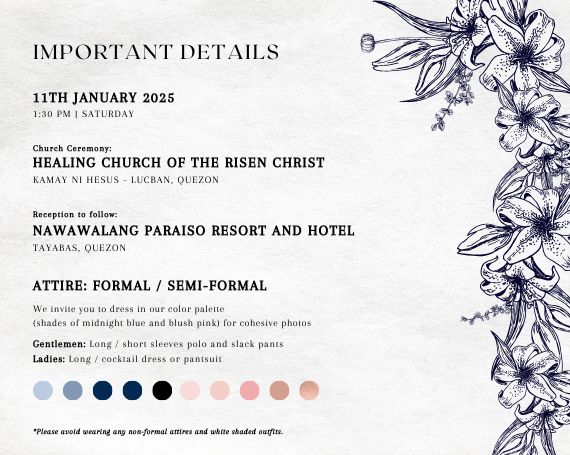 IMPORTANT DETAILS
11TH JANUARY 2025
1:30 PM | SATURDAY
Church Ceremony:
HEALING CHURCH OF THE RISEN CHRIST
KAMAY NI HESUS - LUCBAN, QUEZON
Reception to follow:
NAWAWALANG PARAISO RESORT AND HOTEL
TAYABAS, QUEZON
ATTIRE: FORMAL / SEMI-FORMAL
We invite you to dress in our color palette
(shades of midnight blue and blush pink) for cohesive photos
Gentlemen: Long / short sleeves polo and slack pants
Ladies: Long / cocktail dress or pantsuit
*Please avoid wearing any non-formal attires and white shaded outfits.